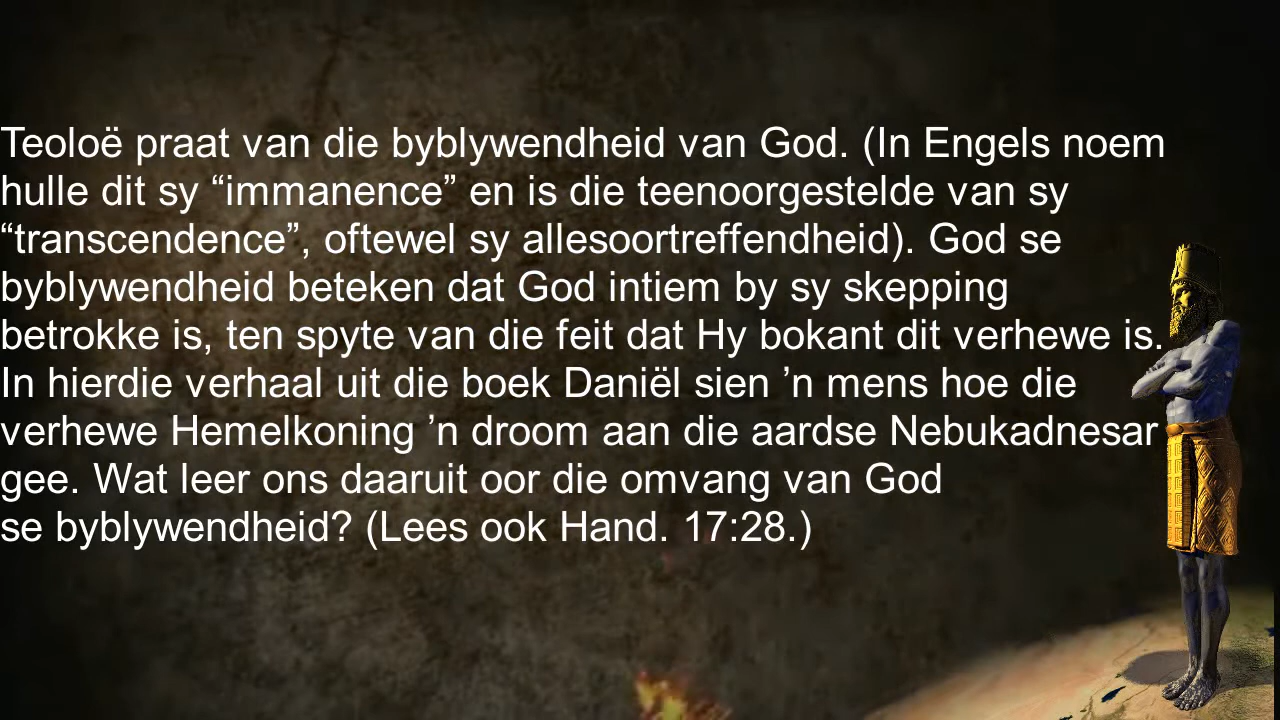 Teoloë praat van die byblywendheid van God. (In Engels noem
hulle dit sy “immanence” en is die teenoorgestelde van sy
“transcendence”, oftewel sy allesoortreffendheid). God se
byblywendheid beteken dat God intiem by sy skepping
betrokke is, ten spyte van die feit dat Hy bokant dit verhewe is.
In hierdie verhaal uit die boek Daniël sien ’n mens hoe die
verhewe Hemelkoning ’n droom aan die aardse Nebukadnesar
gee. Wat leer ons daaruit oor die omvang van God
se byblywendheid? (Lees ook Hand. 17:28.)